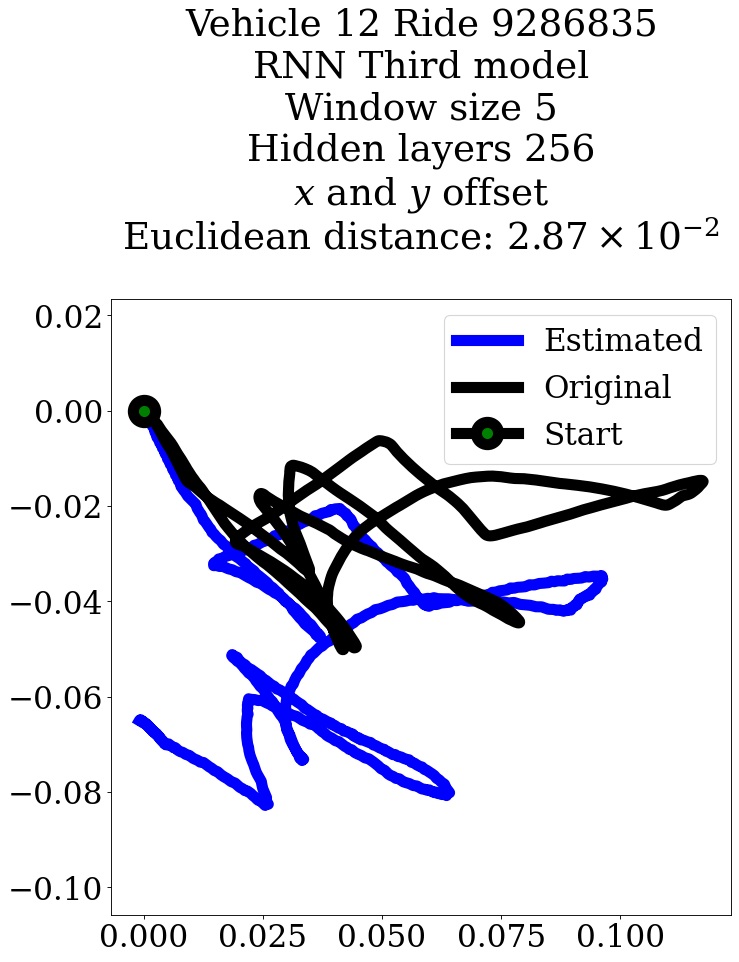 Vehicle 12 Ride 9286835
RNN Third model
Window size 5
Hidden layers 256
x and y offset
Euclidean distance: 2.87 × 10⁻²
Estimated
Original
Start
0.02
0.00
−0.02
−0.04
−0.06
−0.08
−0.10
0.000 0.025 0.050 0.075 0.100